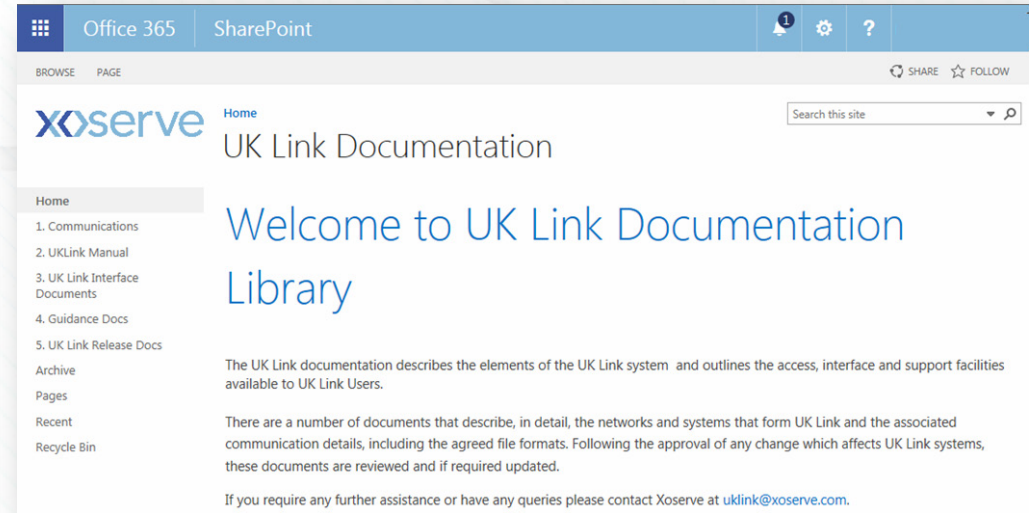 Office 365
SharePoint
1
?
BROWSE
PAGE
SHARE
FOLLOW
xoserve
Home
Search this site
UK Link Documentation
Home
1. Communications
2. UKLink Manual
3. UK Link Interface
Documents
4. Guidance Docs
5. UK Link Release Docs
Archive
Pages
Recent
Recycle Bin
Welcome to UK Link Documentation
Library
The UK Link documentation describes the elements of the UK Link system and outlines the access, interface and support facilities
available to UK Link Users.
There are a number of documents that describe, in detail, the networks and systems that form UK Link and the associated
communication details, including the agreed file formats. Following the approval of any change which affects UK Link systems,
these documents are reviewed and if required updated.
If you require any further assistance or have any queries please contact Xoserve at uklink@xoserve.com.